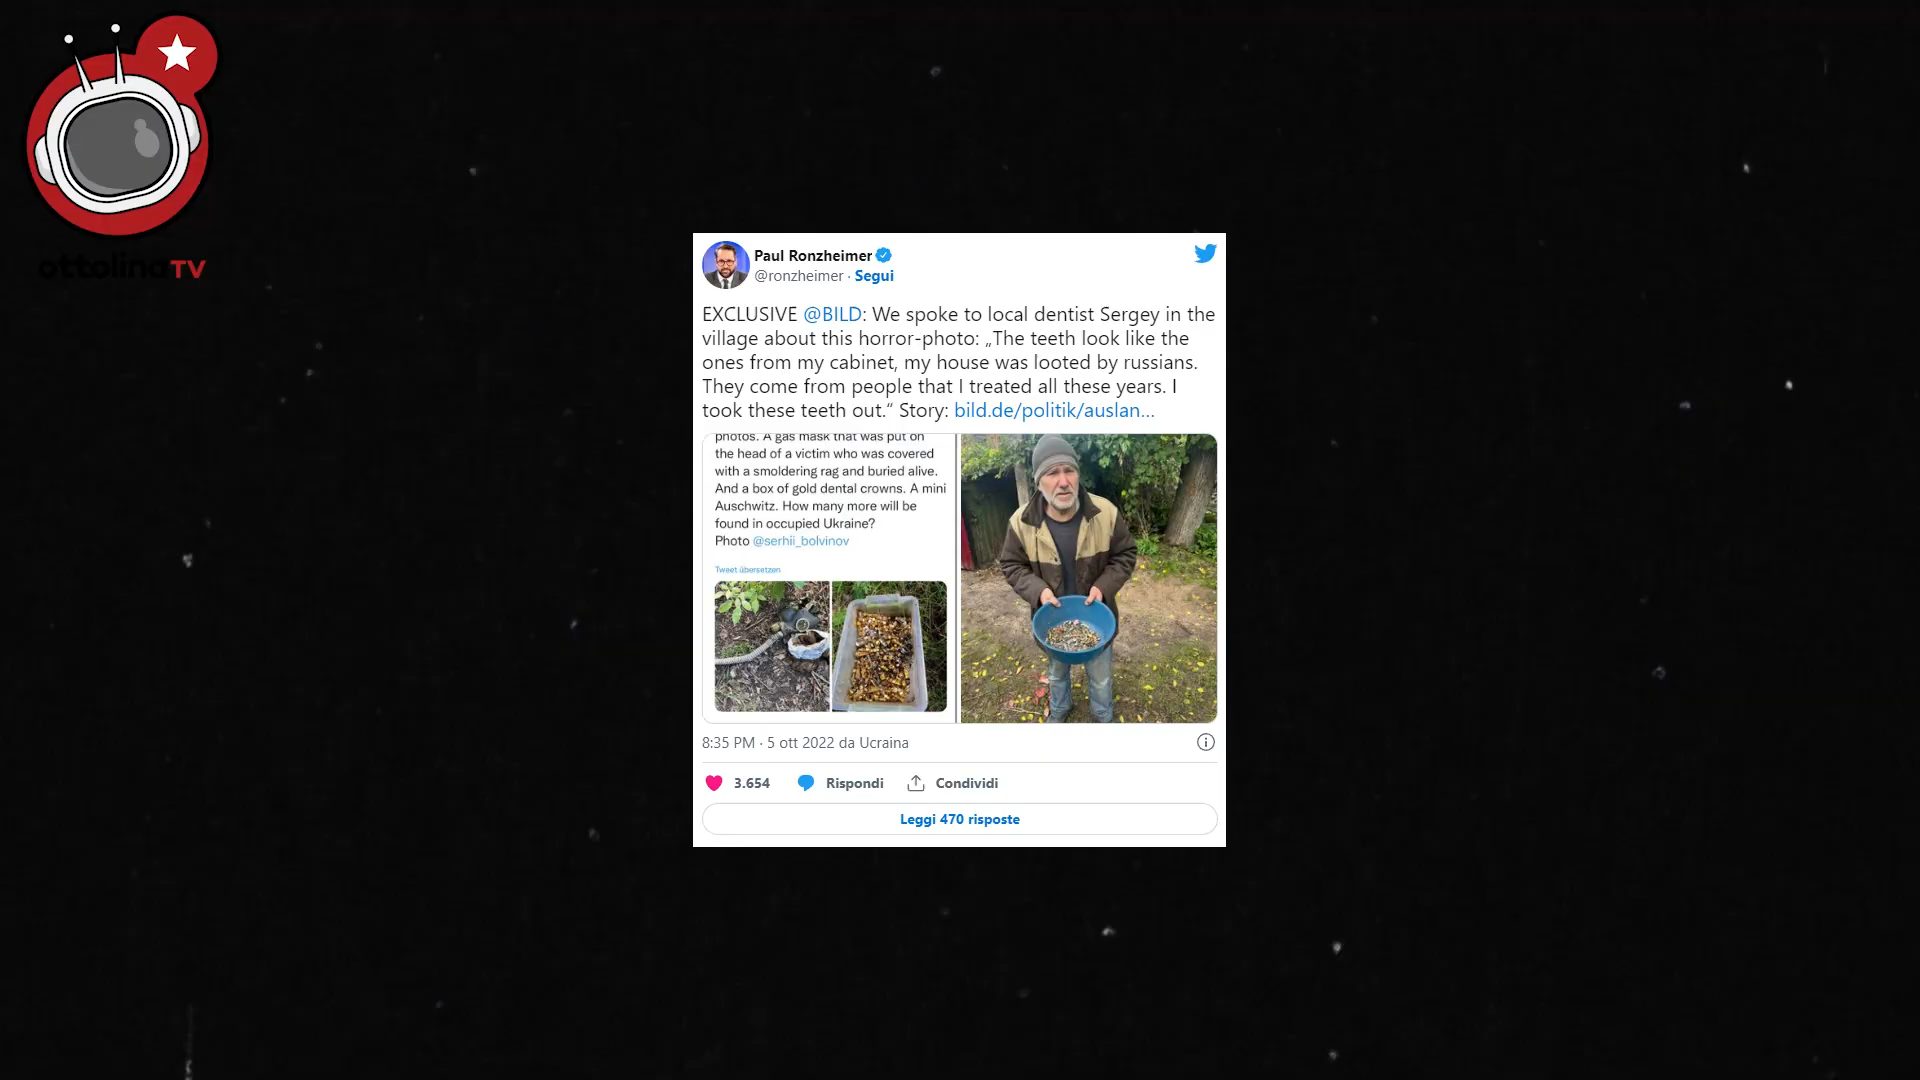 ottolinaTV
Paul Ronzheimer
@ronzheimer · Segui
EXCLUSIVE @BILD: We spoke to local dentist Sergey in the
village about this horror-photo: „The teeth look like the
ones from my cabinet, my house was looted by russians.
They come from people that I treated all these years. I
took these teeth out.“ Story: bild.de/politik/auslan...
photos. A gas mask that was put on
the head of a victim who was covered
with a smoldering rag and buried alive.
And a box of gold dental crowns. A mini
Auschwitz. How many more will be
found in occupied Ukraine?
Photo @serhii_bolvinov
Tweet übersetzen
8:35 PM · 5 ott 2022 da Ucraina
3.654 Rispondi Condividi
Leggi 470 risposte